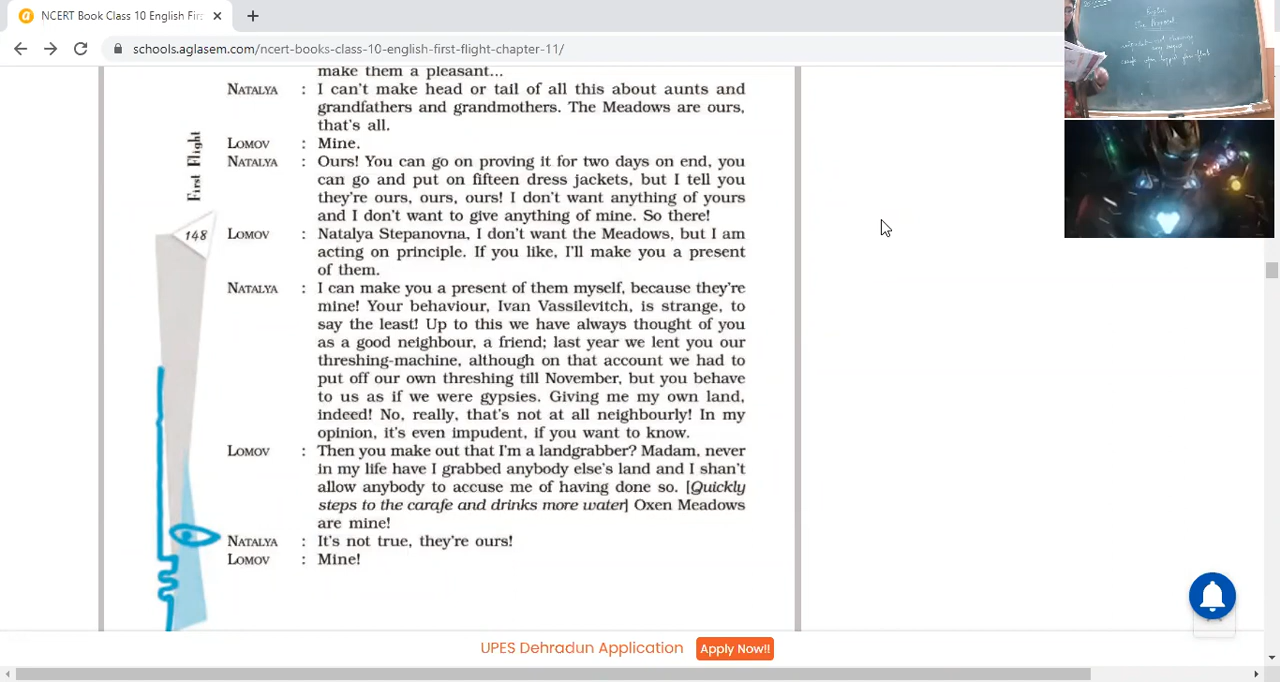 NCERT Book Class 10 English Firs
schools.aglasem.com/ncert-books-class-10-english-first-flight-chapter-11/
make them a pleasant...
NATALYA : I can't make head or tail of all this about aunts and
grandfathers and grandmothers. The Meadows are ours,
that's all.
LOMOV : Mine.
NATALYA : Ours! You can go on proving it for two days on end, you
can go and put on fifteen dress jackets, but I tell you
they're ours, ours, ours! I don't want anything of yours
and I don't want to give anything of mine. So there!
First Flight
148
LOMOV : Natalya Stepanovna, I don't want the Meadows, but I am
acting on principle. If you like, I'll make you a present
of them.
NATALYA : I can make you a present of them myself, because they're
mine! Your behaviour, Ivan Vassilevitch, is strange, to
say the least! Up to this we have always thought of you
as a good neighbour, a friend; last year we lent you our
threshing-machine, although on that account we had to
put off our own threshing till November, but you behave
to us as if we were gypsies. Giving me my own land,
indeed! No, really, that's not at all neighbourly! In my
opinion, it's even impudent, if you want to know.
LOMOV : Then you make out that I'm a landgrabber? Madam, never
in my life have I grabbed anybody else's land and I shan't
allow anybody to accuse me of having done so. [Quickly
steps to the carafe and drinks more water] Oxen Meadows
are mine!
NATALYA : It's not true, they're ours!
LOMOV : Mine!
UPES Dehradun Application Apply Now!!
English
The Proposal